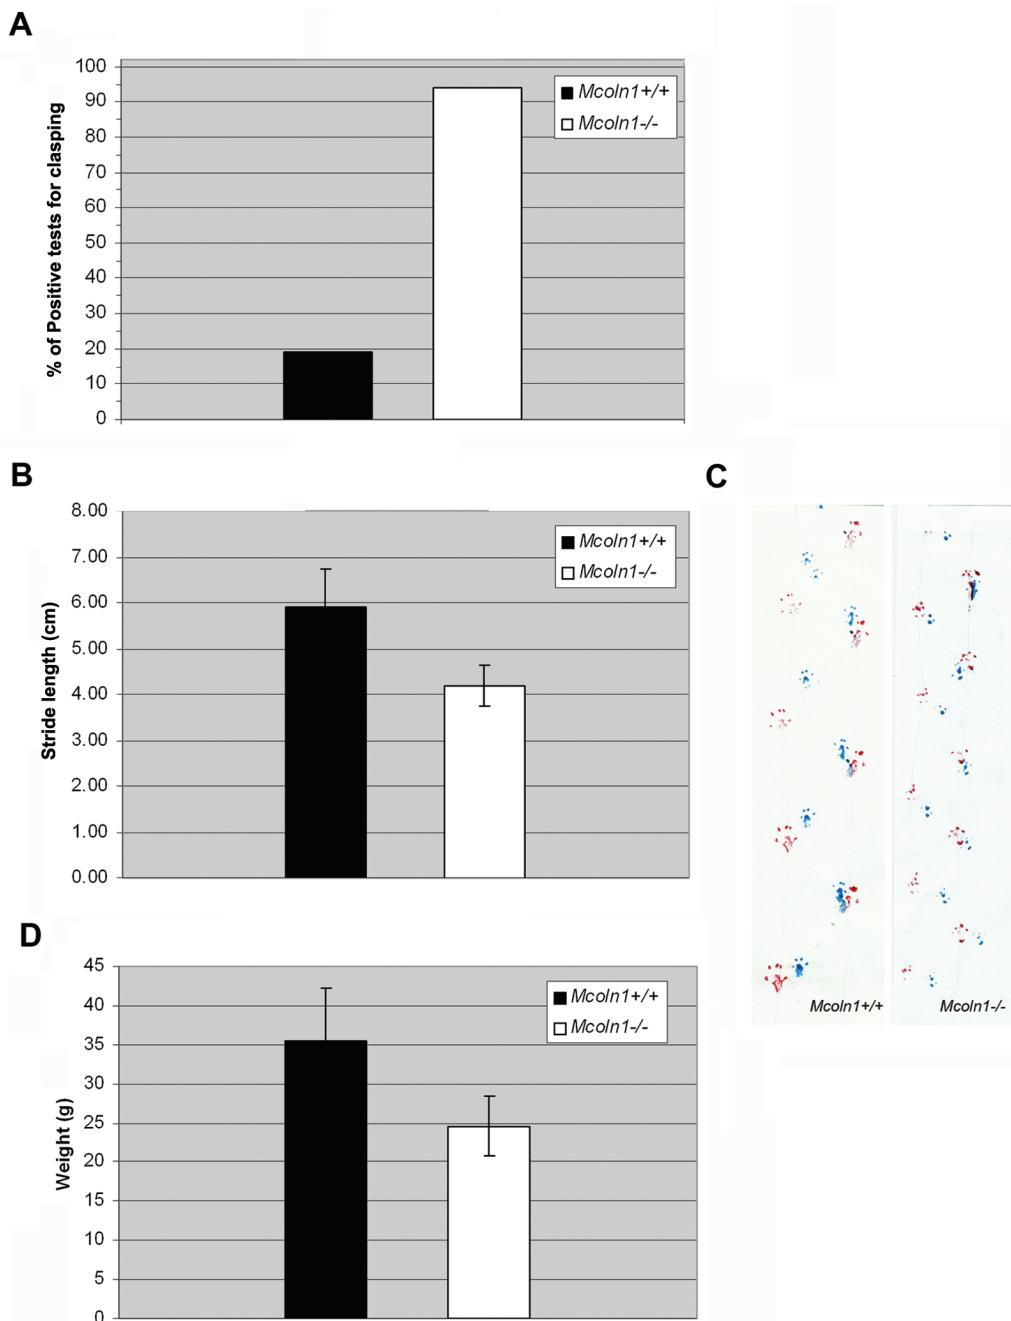 A
% of Positive tests for clasping
100
90
80
70
60
50
40
30
20
10
0
Mcoln1+/+
Mcoln1-/-
B
Stride length (cm)
8.00
7.00
6.00
5.00
4.00
3.00
2.00
1.00
0.00
Mcoln1+/+
Mcoln1-/-
C
Mcoln1+/+
Mcoln1-/-
D
Weight (g)
45
40
35
30
25
20
15
10
5
0
Mcoln1+/+
Mcoln1-/-